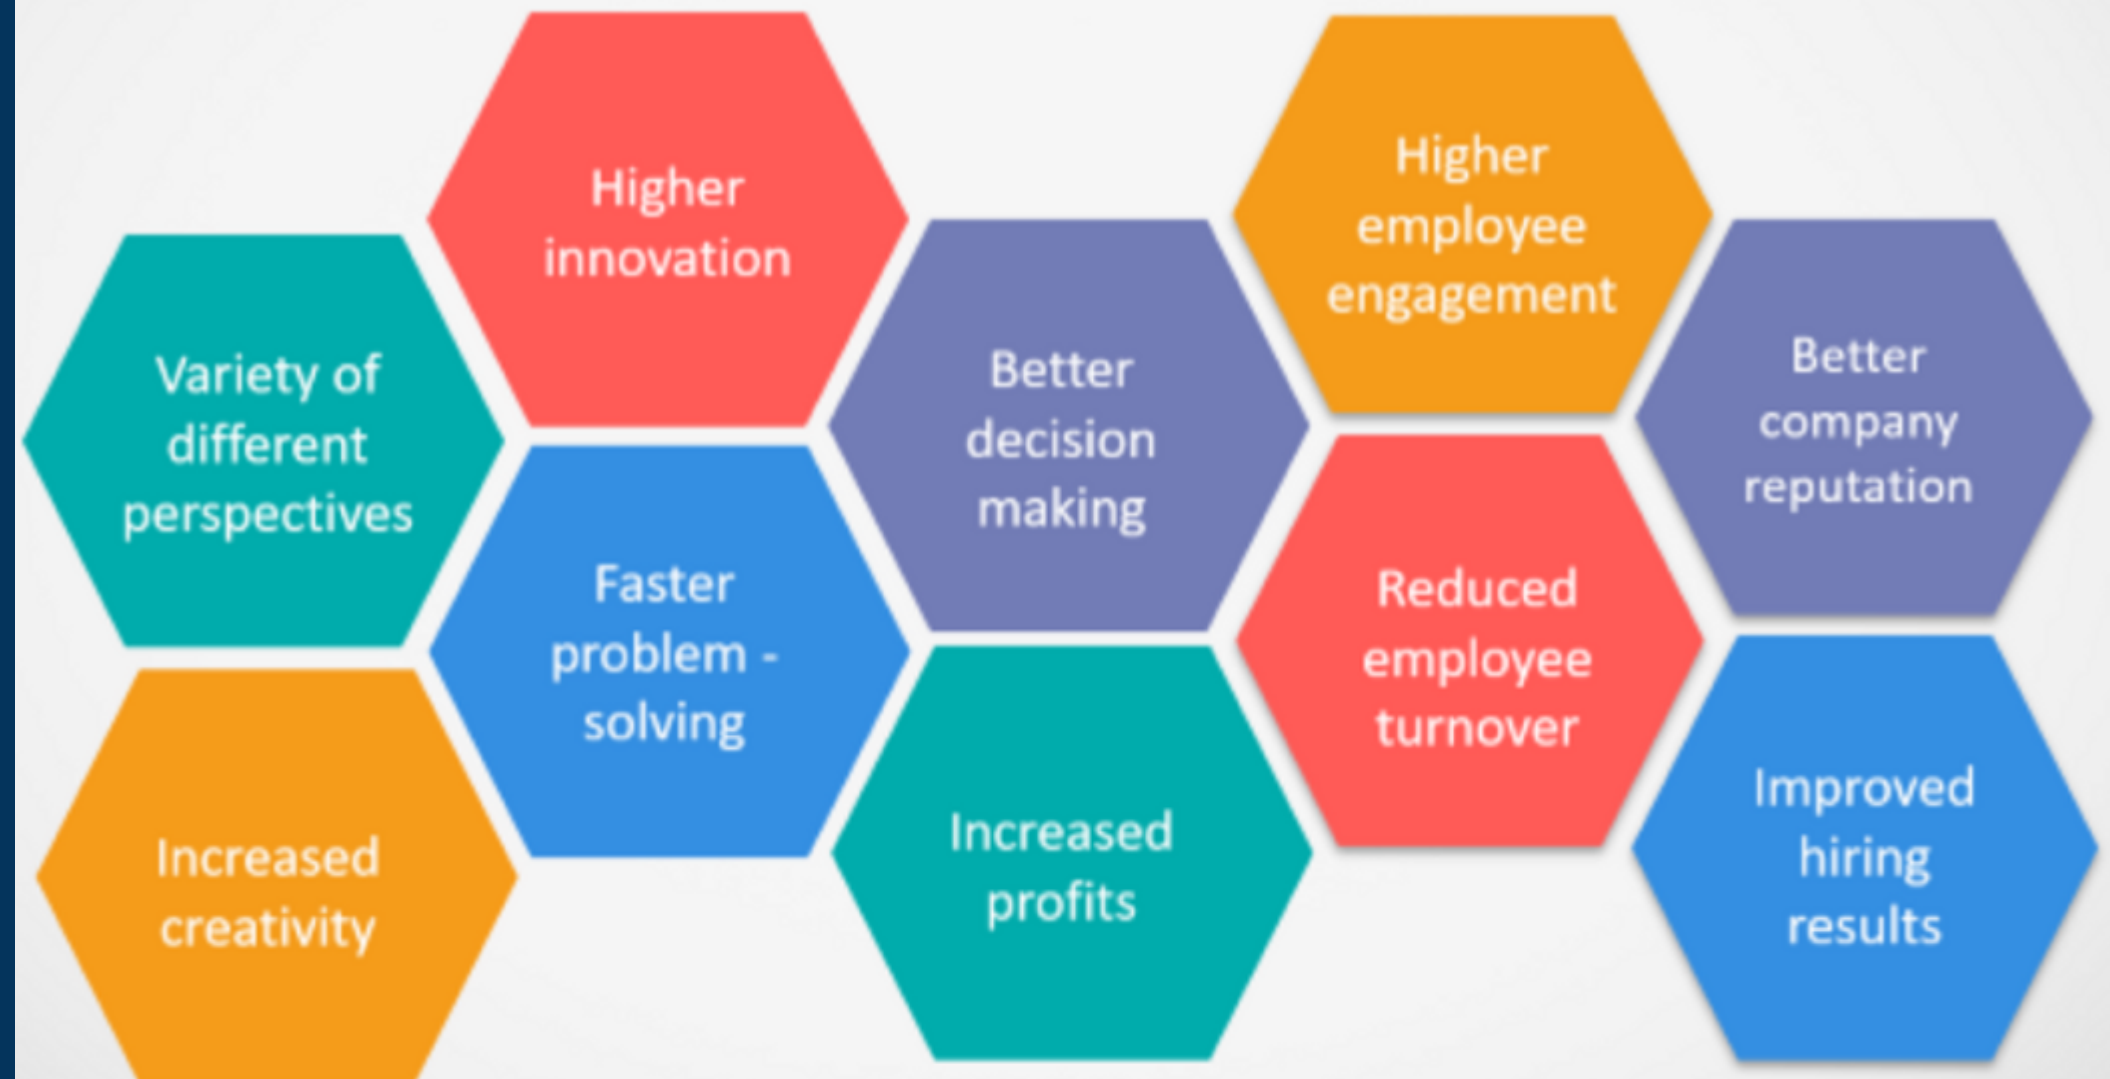 Variety of
different
perspectives
Increased
creativity
Higher
innovation
Faster
problem -
solving
Better
decision
making
Increased
profits
Higher
employee
engagement
Reduced
employee
turnover
Better
company
reputation
Improved
hiring
results